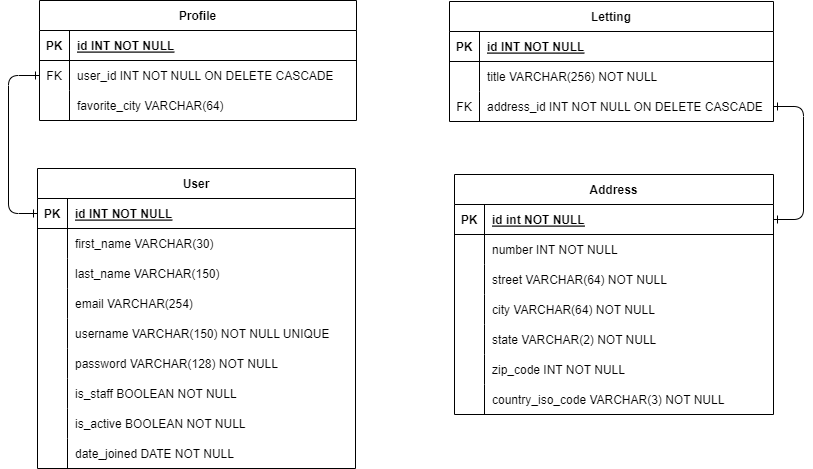 Profile
PK id INT NOT NULL
FK user_id INT NOT NULL ON DELETE CASCADE
favorite_city VARCHAR(64)
Letting
PK id INT NOT NULL
title VARCHAR(256) NOT NULL
FK address_id INT NOT NULL ON DELETE CASCADE
User
PK id INT NOT NULL
first_name VARCHAR(30)
last_name VARCHAR(150)
email VARCHAR(254)
username VARCHAR(150) NOT NULL UNIQUE
password VARCHAR(128) NOT NULL
is_staff BOOLEAN NOT NULL
is_active BOOLEAN NOT NULL
date_joined DATE NOT NULL
Address
PK id int NOT NULL
number INT NOT NULL
street VARCHAR(64) NOT NULL
city VARCHAR(64) NOT NULL
state VARCHAR(2) NOT NULL
zip_code INT NOT NULL
country_iso_code VARCHAR(3) NOT NULL